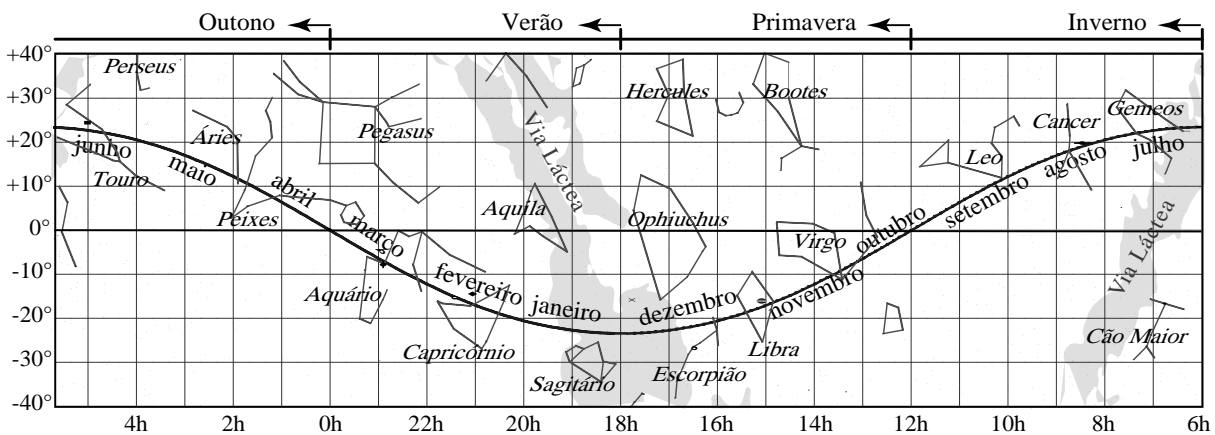 Outono Verão Primavera Inverno
+40°
Perseus
+30° Hercules Bootes Gemeos
+20° junho Áries Pegasus Via Láctea Leo Cancer agosto julho
+10° Touro maio abril setembro
Peixes Aquila Ophiuchus
0° março Virgo outubro Via Láctea
-10° Aquário fevereiro janeiro dezembro novembro
-20° Capricórnio Libra Cão Maior
-30° Sagitário Escorpião
-40°
4h 2h 0h 22h 20h 18h 16h 14h 12h 10h 8h 6h